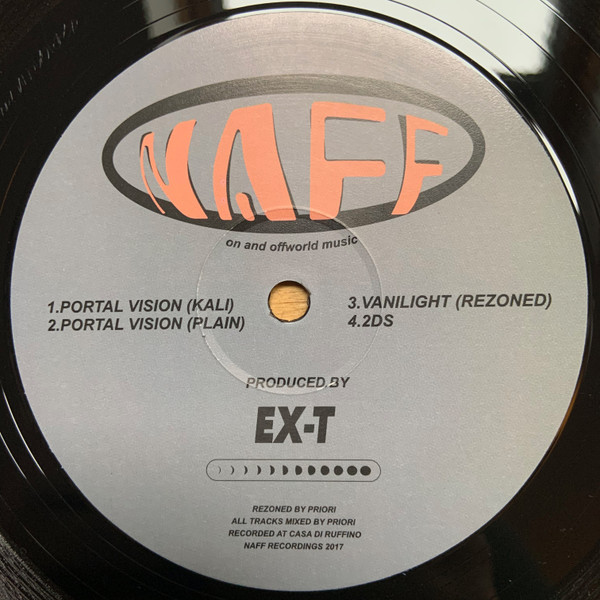 NAFF
on and offworld music
1.PORTAL VISION (KALI)
2.PORTAL VISION (PLAIN)
3.VANILIGHT (REZONED)
4.2DS
PRODUCED BY
EX-T
REZONED BY PRIORI
ALL TRACKS MIXED BY PRIORI
RECORDED AT CASA DI RUFFINO
NAFF RECORDINGS 2017